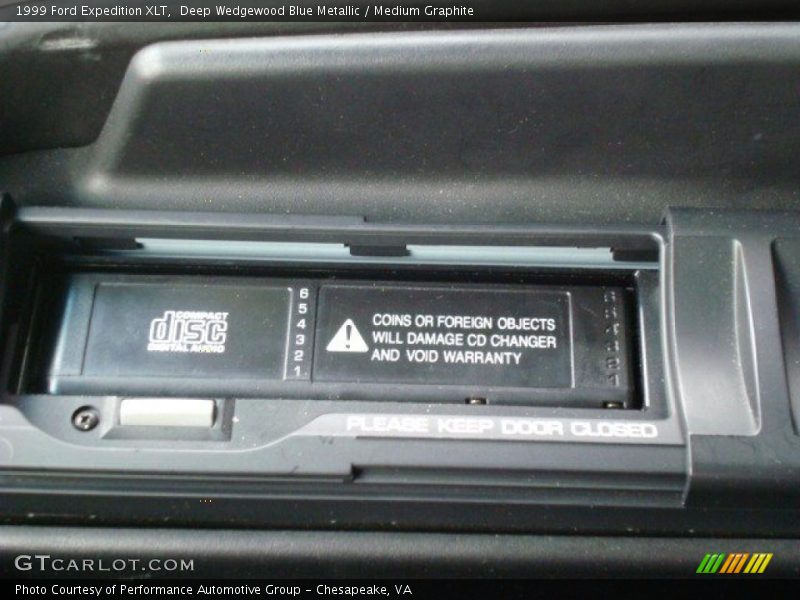 1999 Ford Expedition XLT,  Deep Wedgewood Blue Metallic / Medium Graphite
COMPACT
disc
DIGITAL AUDIO
6
5
4
3
2
1
COINS OR FOREIGN OBJECTS
WILL DAMAGE CD CHANGER
AND VOID WARRANTY
PLEASE KEEP DOOR CLOSED
GTCARLOT.COM
Photo Courtesy of Performance Automotive Group - Chesapeake, VA